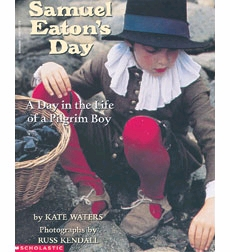 Samuel
Eaton's
Day
A Day in the Life
of a Pilgrim Boy
by KATE WATERS
Photographs by
RUSS KENDALL
SCHOLASTIC